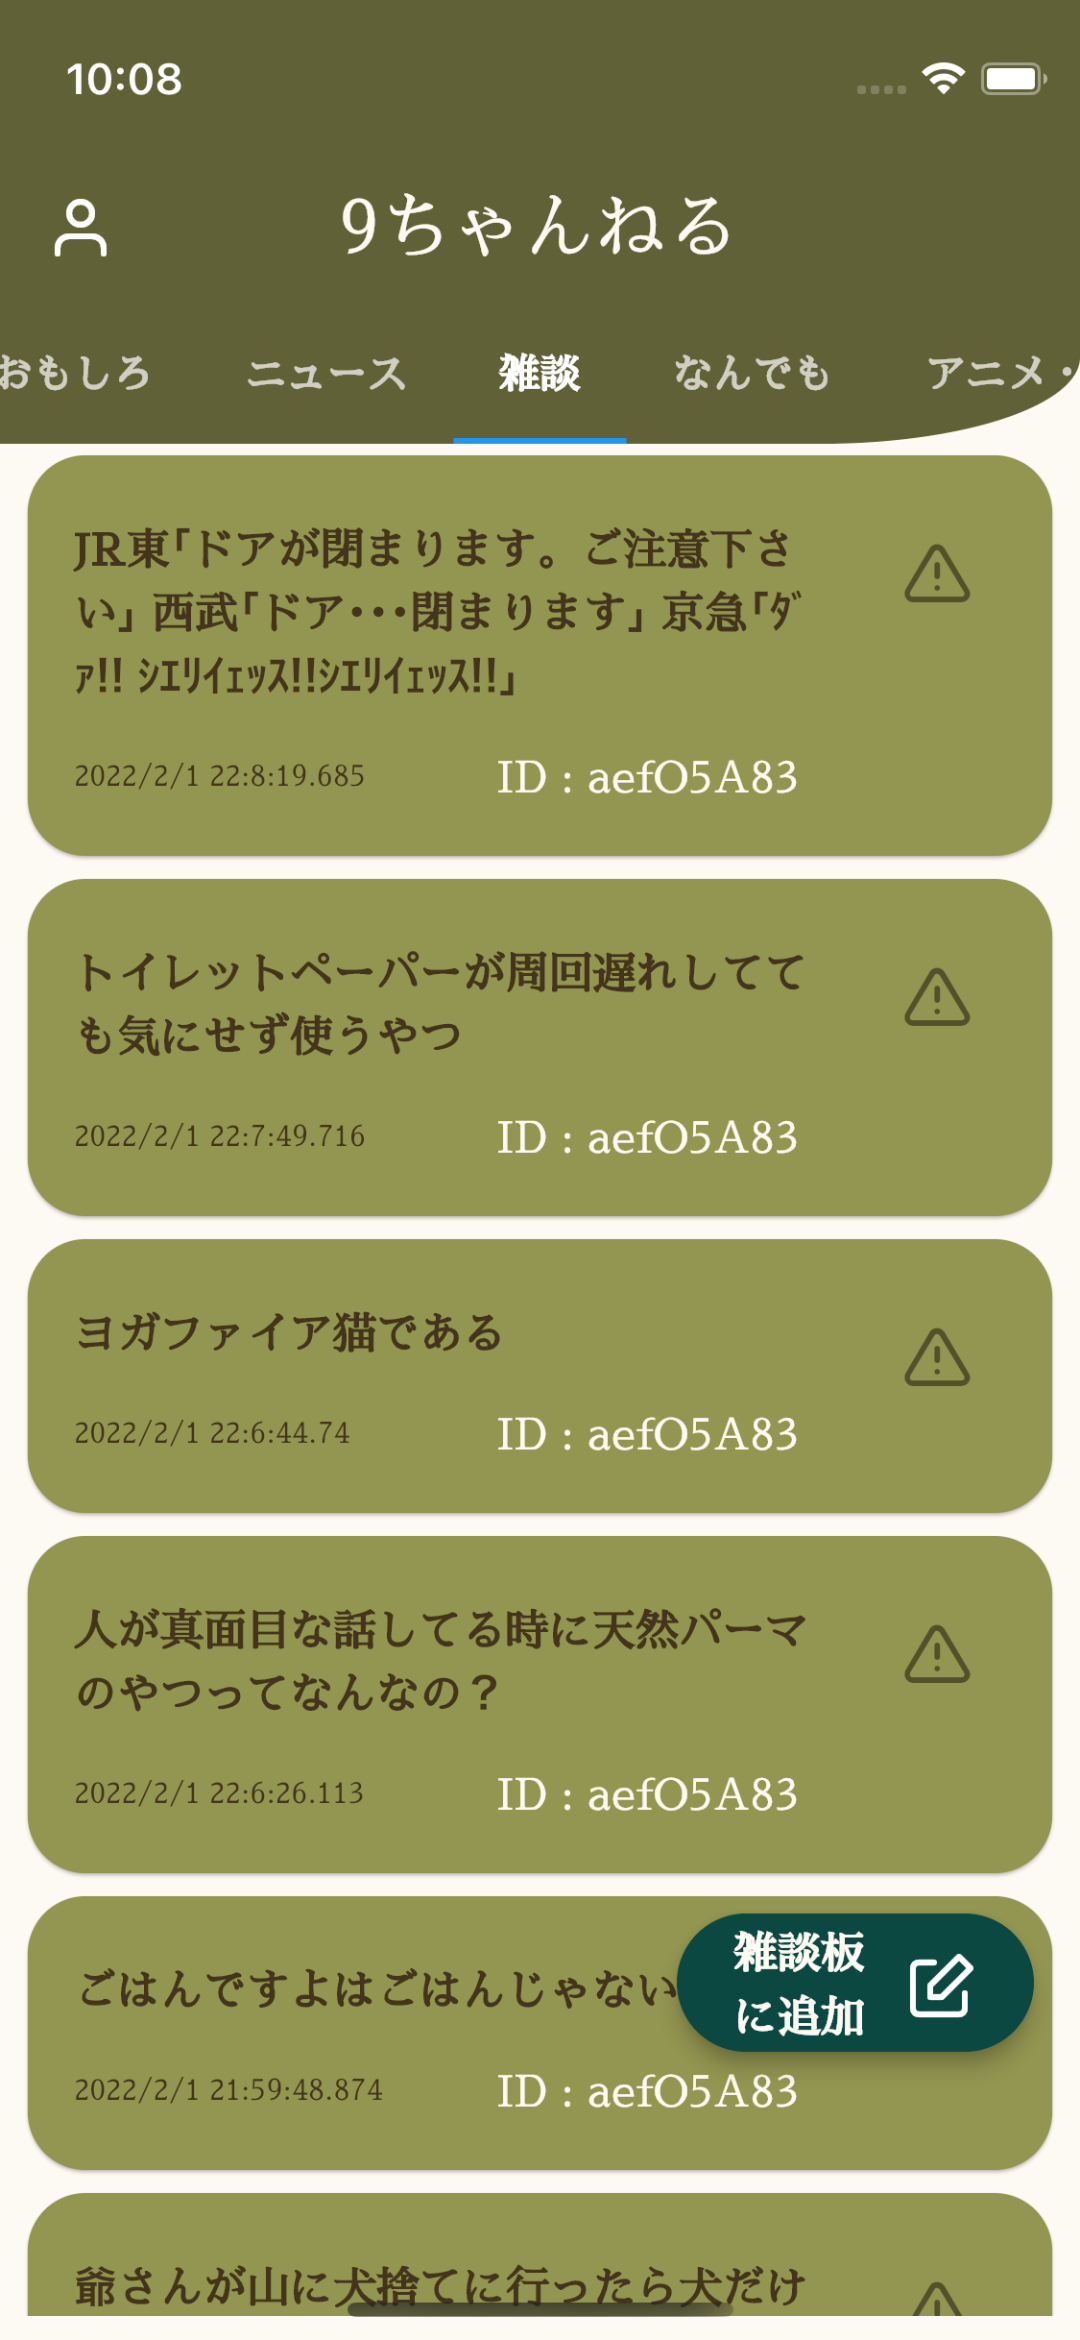 10:08
9ちゃんねる
おもしろ ニュース 雑談 なんでも アニメ・
JR東｢ドアが閉まります。ご注意下さ
い｣ 西武｢ドア･･･閉まります｣ 京急｢ﾀﾞ
ｧ!! ｼｴﾘｲｪｯｽ!!ｼｴﾘｲｪｯｽ!!｣
2022/2/1 22:8:19.685 ID : aefO5A83
トイレットペーパーが周回遅れしてて
も気にせず使うやつ
2022/2/1 22:7:49.716 ID : aefO5A83
ヨガファイア猫である
2022/2/1 22:6:44.74 ID : aefO5A83
人が真面目な話してる時に天然パーマ
のやつってなんなの？
2022/2/1 22:6:26.113 ID : aefO5A83
ごはんですよはごはんじゃない
雑談板
に追加
2022/2/1 21:59:48.874 ID : aefO5A83
爺さんが山に犬捨てに行ったら犬だけ